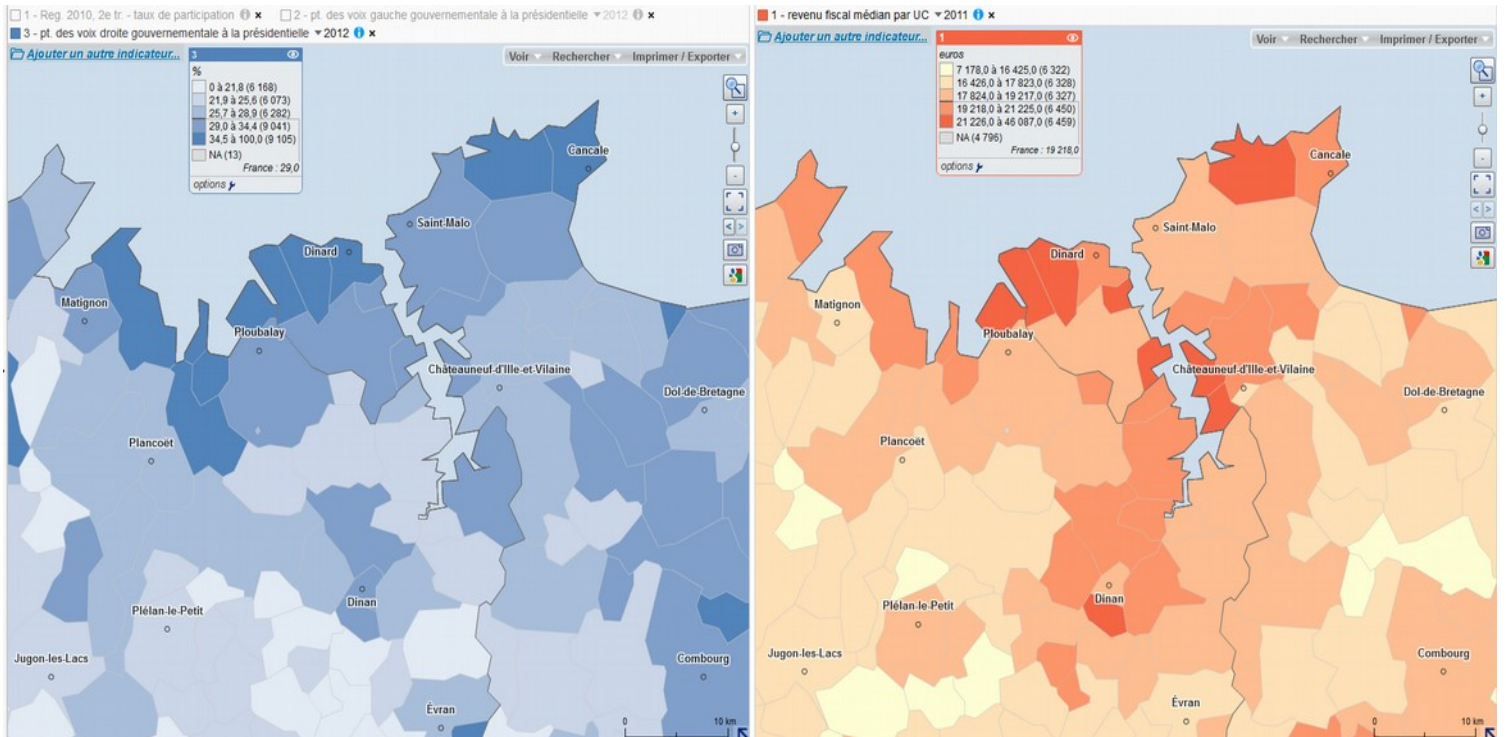 1 - Reg. 2010, 2e tr. - taux de participation
2 - pt. des voix gauche gouvernementale à la présidentielle 2012
3 - pt. des voix droite gouvernementale à la présidentielle 2012
Ajouter un autre indicateur...
Voir Rechercher Imprimer / Exporter
3
%
0 à 21,8 (6 168)
21,9 à 25,6 (6 073)
25,7 à 28,9 (6 282)
29,0 à 34,4 (9 041)
34,5 à 100,0 (9 105)
NA (13)
France : 29,0
options
Cancale
Saint-Malo
Dinard
Matignon
Ploubalay
Châteauneuf-d'Ille-et-Vilaine
Dol-de-Bretagne
Plancoët
Dinan
Plélan-le-Petit
Jugon-les-Lacs
Combourg
Évran
0 10 km
1 - revenu fiscal médian par UC 2011
Ajouter un autre indicateur...
Voir Rechercher Imprimer / Exporter
1
euros
7 178,0 à 16 425,0 (6 322)
16 426,0 à 17 823,0 (6 328)
17 824,0 à 19 217,0 (6 327)
19 218,0 à 21 225,0 (6 450)
21 226,0 à 46 087,0 (6 459)
NA (4 796)
France : 19 218,0
options
Cancale
Saint-Malo
Dinard
Matignon
Ploubalay
Châteauneuf-d'Ille-et-Vilaine
Dol-de-Bretagne
Plancoët
Dinan
Plélan-le-Petit
Jugon-les-Lacs
Combourg
Évran
0 10 km